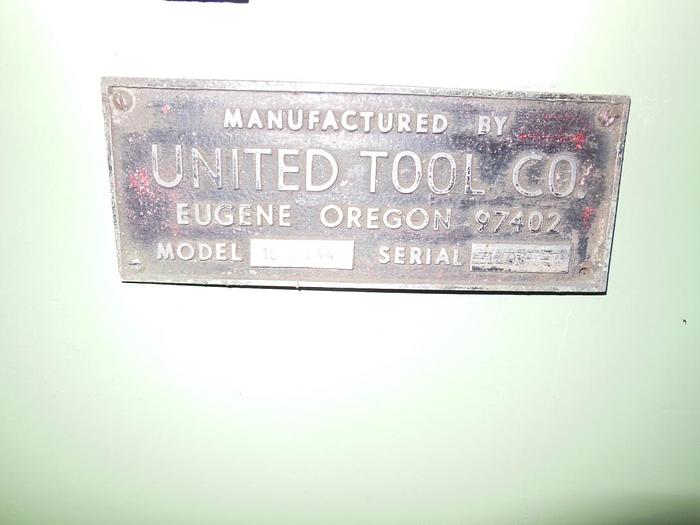 MANUFACTURED BY
UNITED TOOL CO.
EUGENE OREGON 97402
MODEL SERIAL